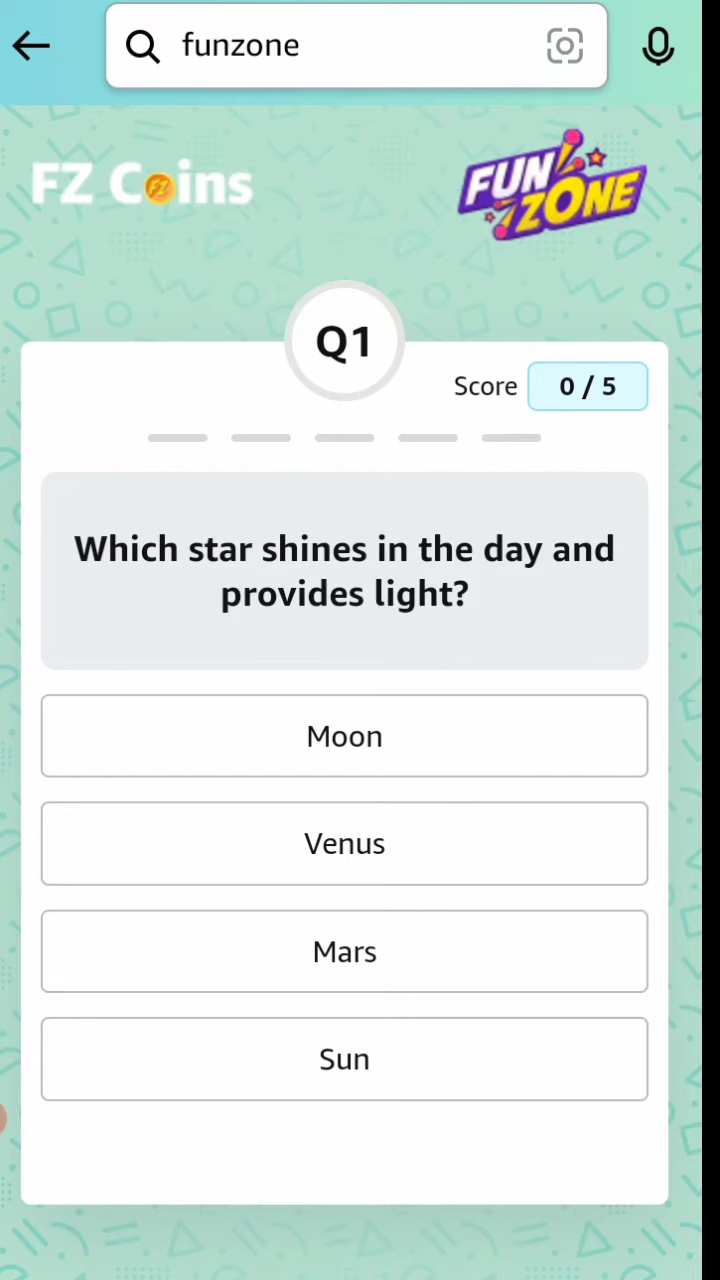 funzone
FZ Coins
FUN
ZONE
Q1
Score 0 / 5
Which star shines in the day and
provides light?
Moon
Venus
Mars
Sun